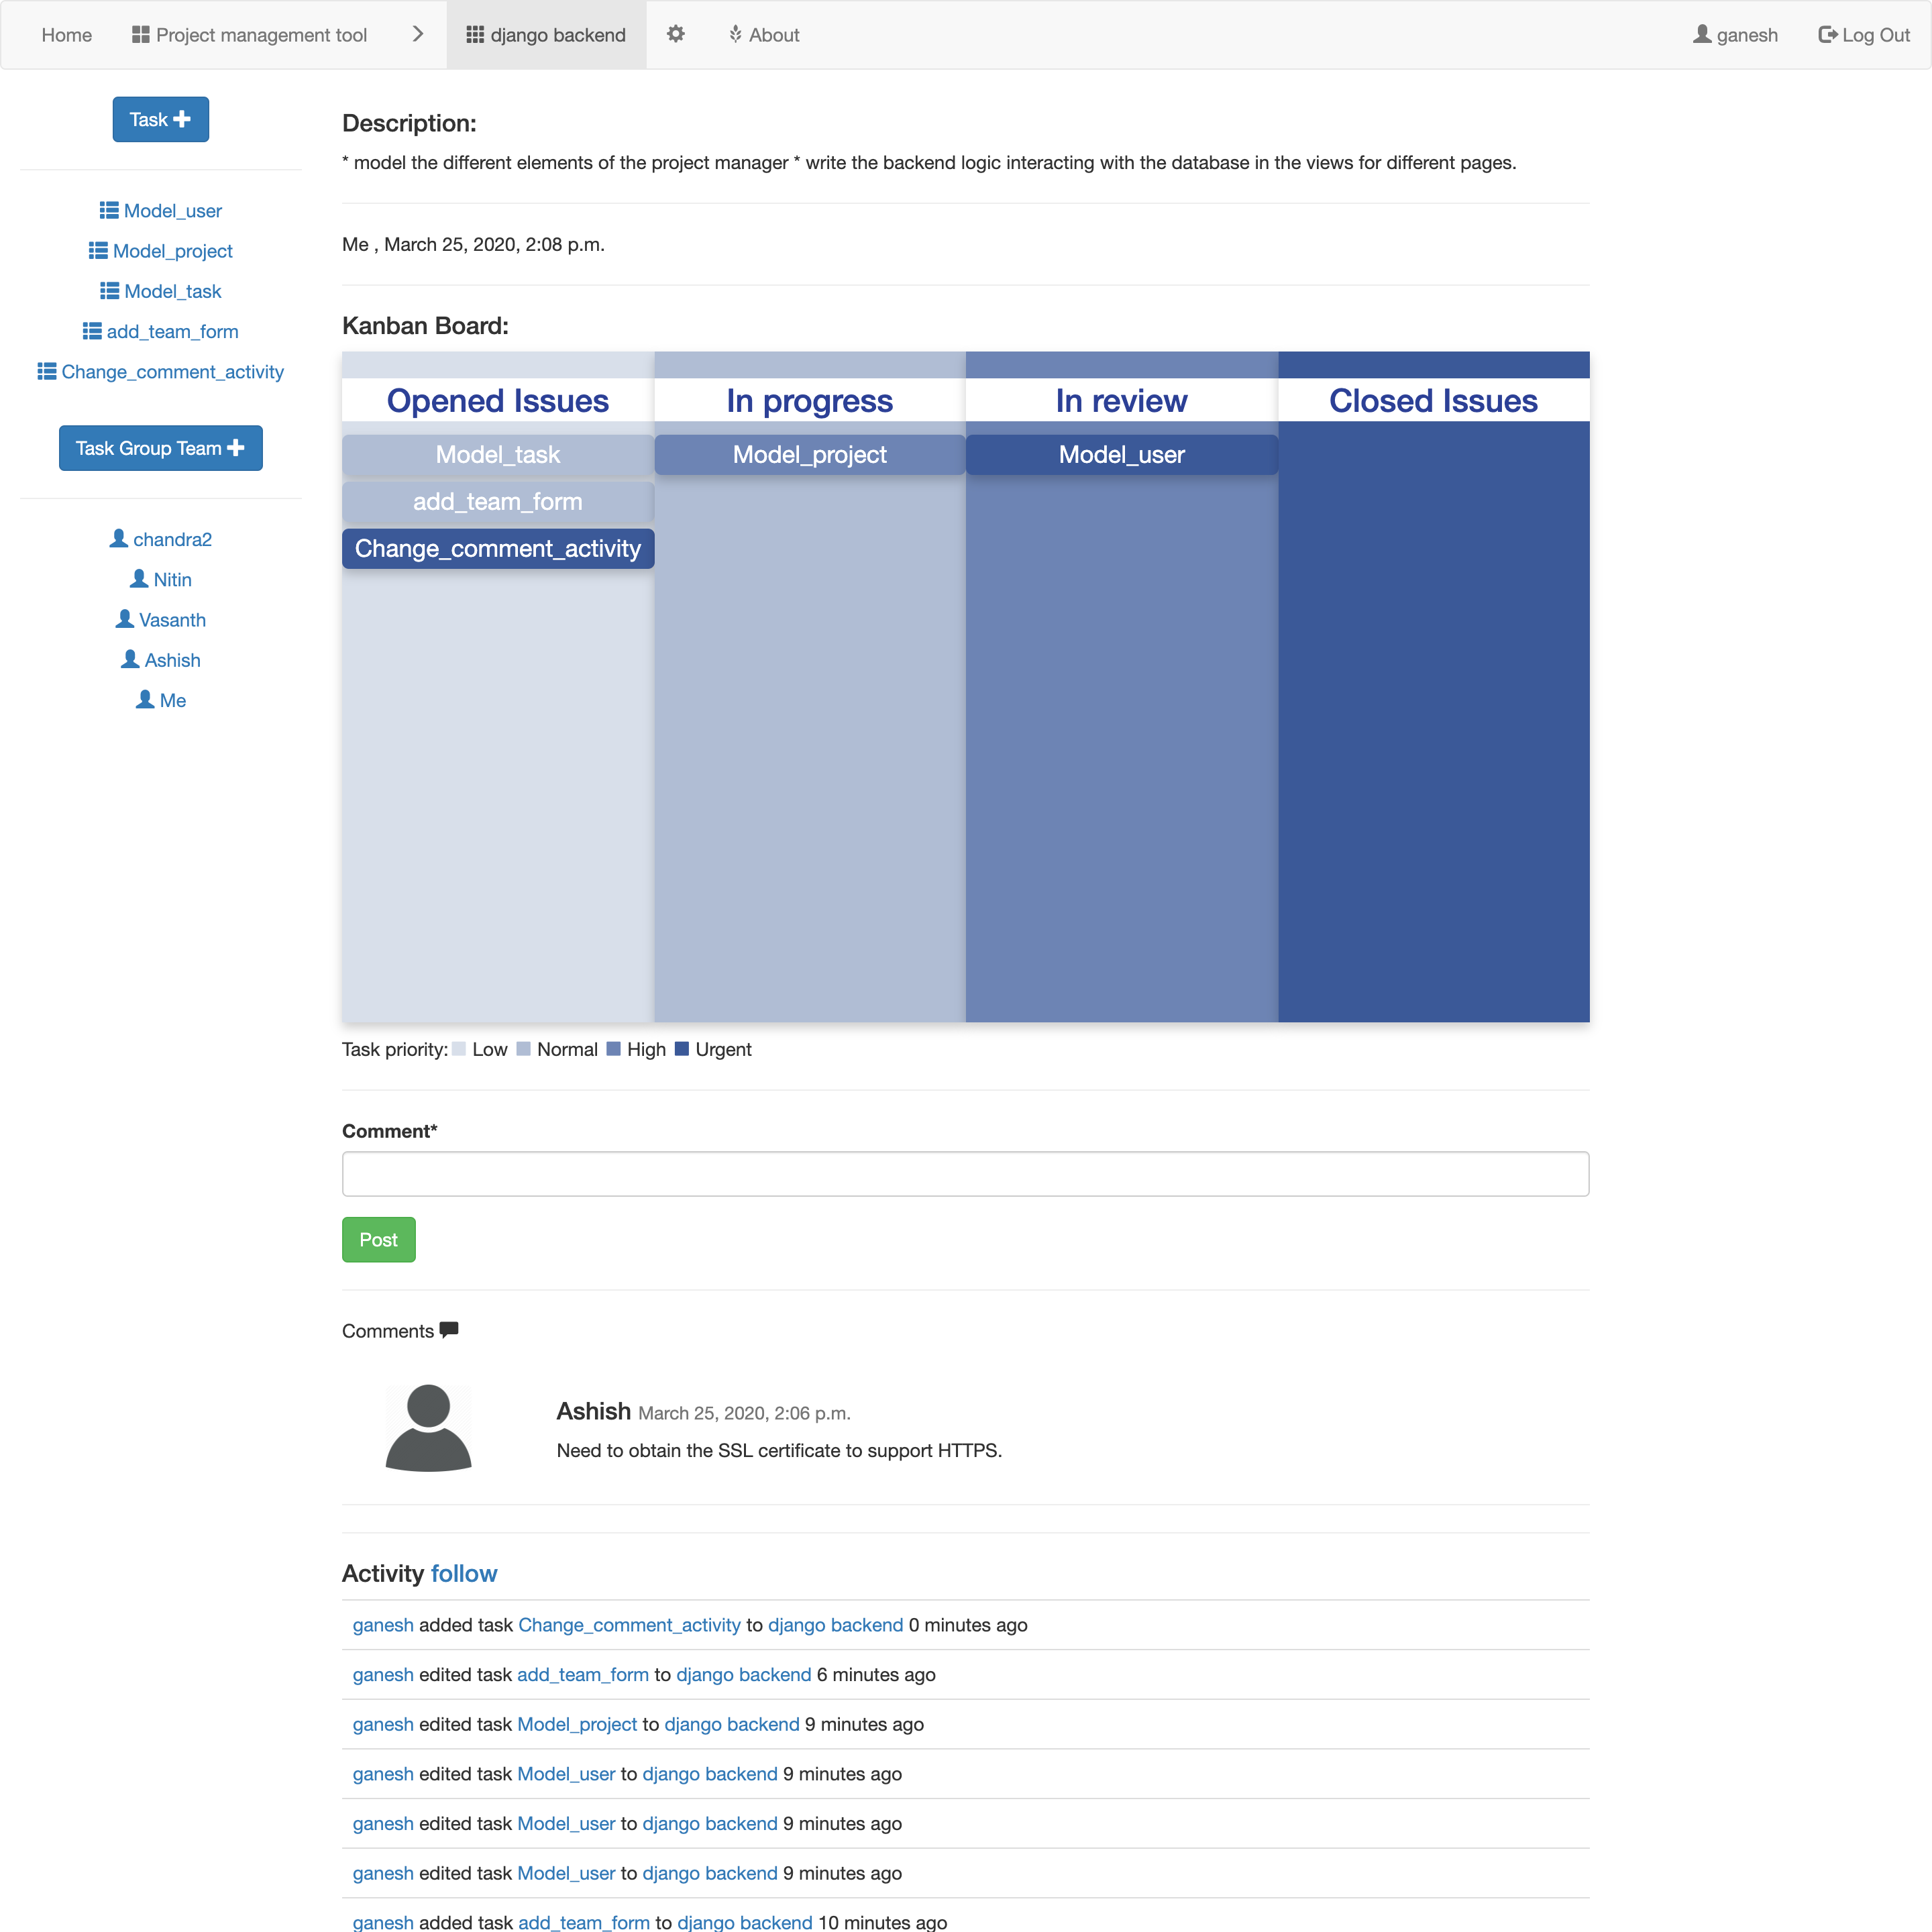 Home Project management tool django backend About ganesh Log Out
Task
Model_user
Model_project
Model_task
add_team_form
Change_comment_activity
Task Group Team
chandra2
Nitin
Vasanth
Ashish
Me
Description:
* model the different elements of the project manager * write the backend logic interacting with the database in the views for different pages.
Me , March 25, 2020, 2:08 p.m.
Kanban Board:
Opened Issues In progress In review Closed Issues
Model_task Model_project Model_user
add_team_form
Change_comment_activity
Task priority: Low Normal High Urgent
Comment*
Post
Comments
Ashish March 25, 2020, 2:06 p.m.
Need to obtain the SSL certificate to support HTTPS.
Activity follow
ganesh added task Change_comment_activity to django backend 0 minutes ago
ganesh edited task add_team_form to django backend 6 minutes ago
ganesh edited task Model_project to django backend 9 minutes ago
ganesh edited task Model_user to django backend 9 minutes ago
ganesh edited task Model_user to django backend 9 minutes ago
ganesh edited task Model_user to django backend 9 minutes ago
ganesh added task add_team_form to django backend 10 minutes ago